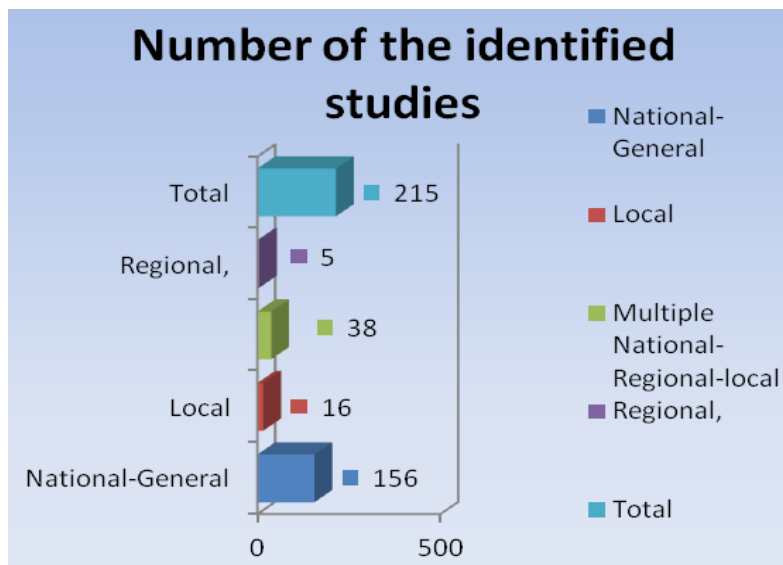 Number of the identified
studies
Total
215
Regional,
5
38
Local
16
National-General
156
0
500
National-
General
Local
Multiple
National-
Regional-local
Regional,
Total